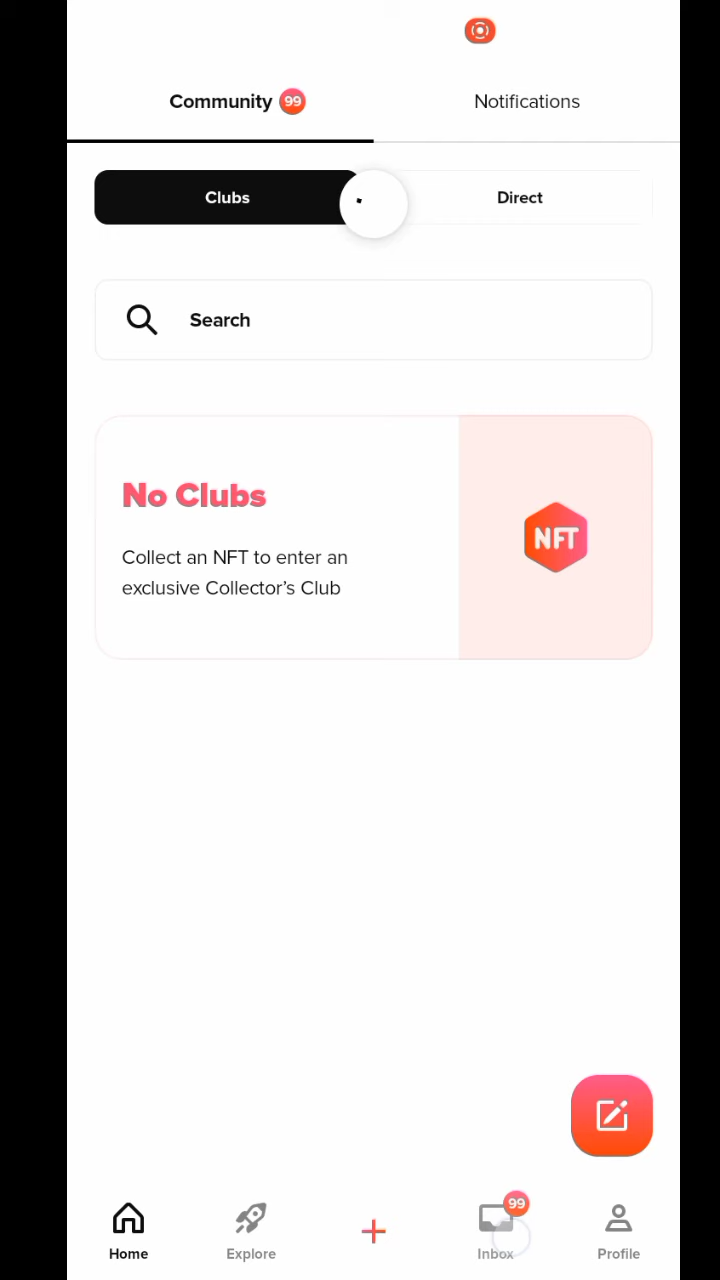 Community 99
Notifications
Clubs
Direct
Search
No Clubs
Collect an NFT to enter an
exclusive Collector’s Club
NFT
99
Home
Explore
Inbox
Profile